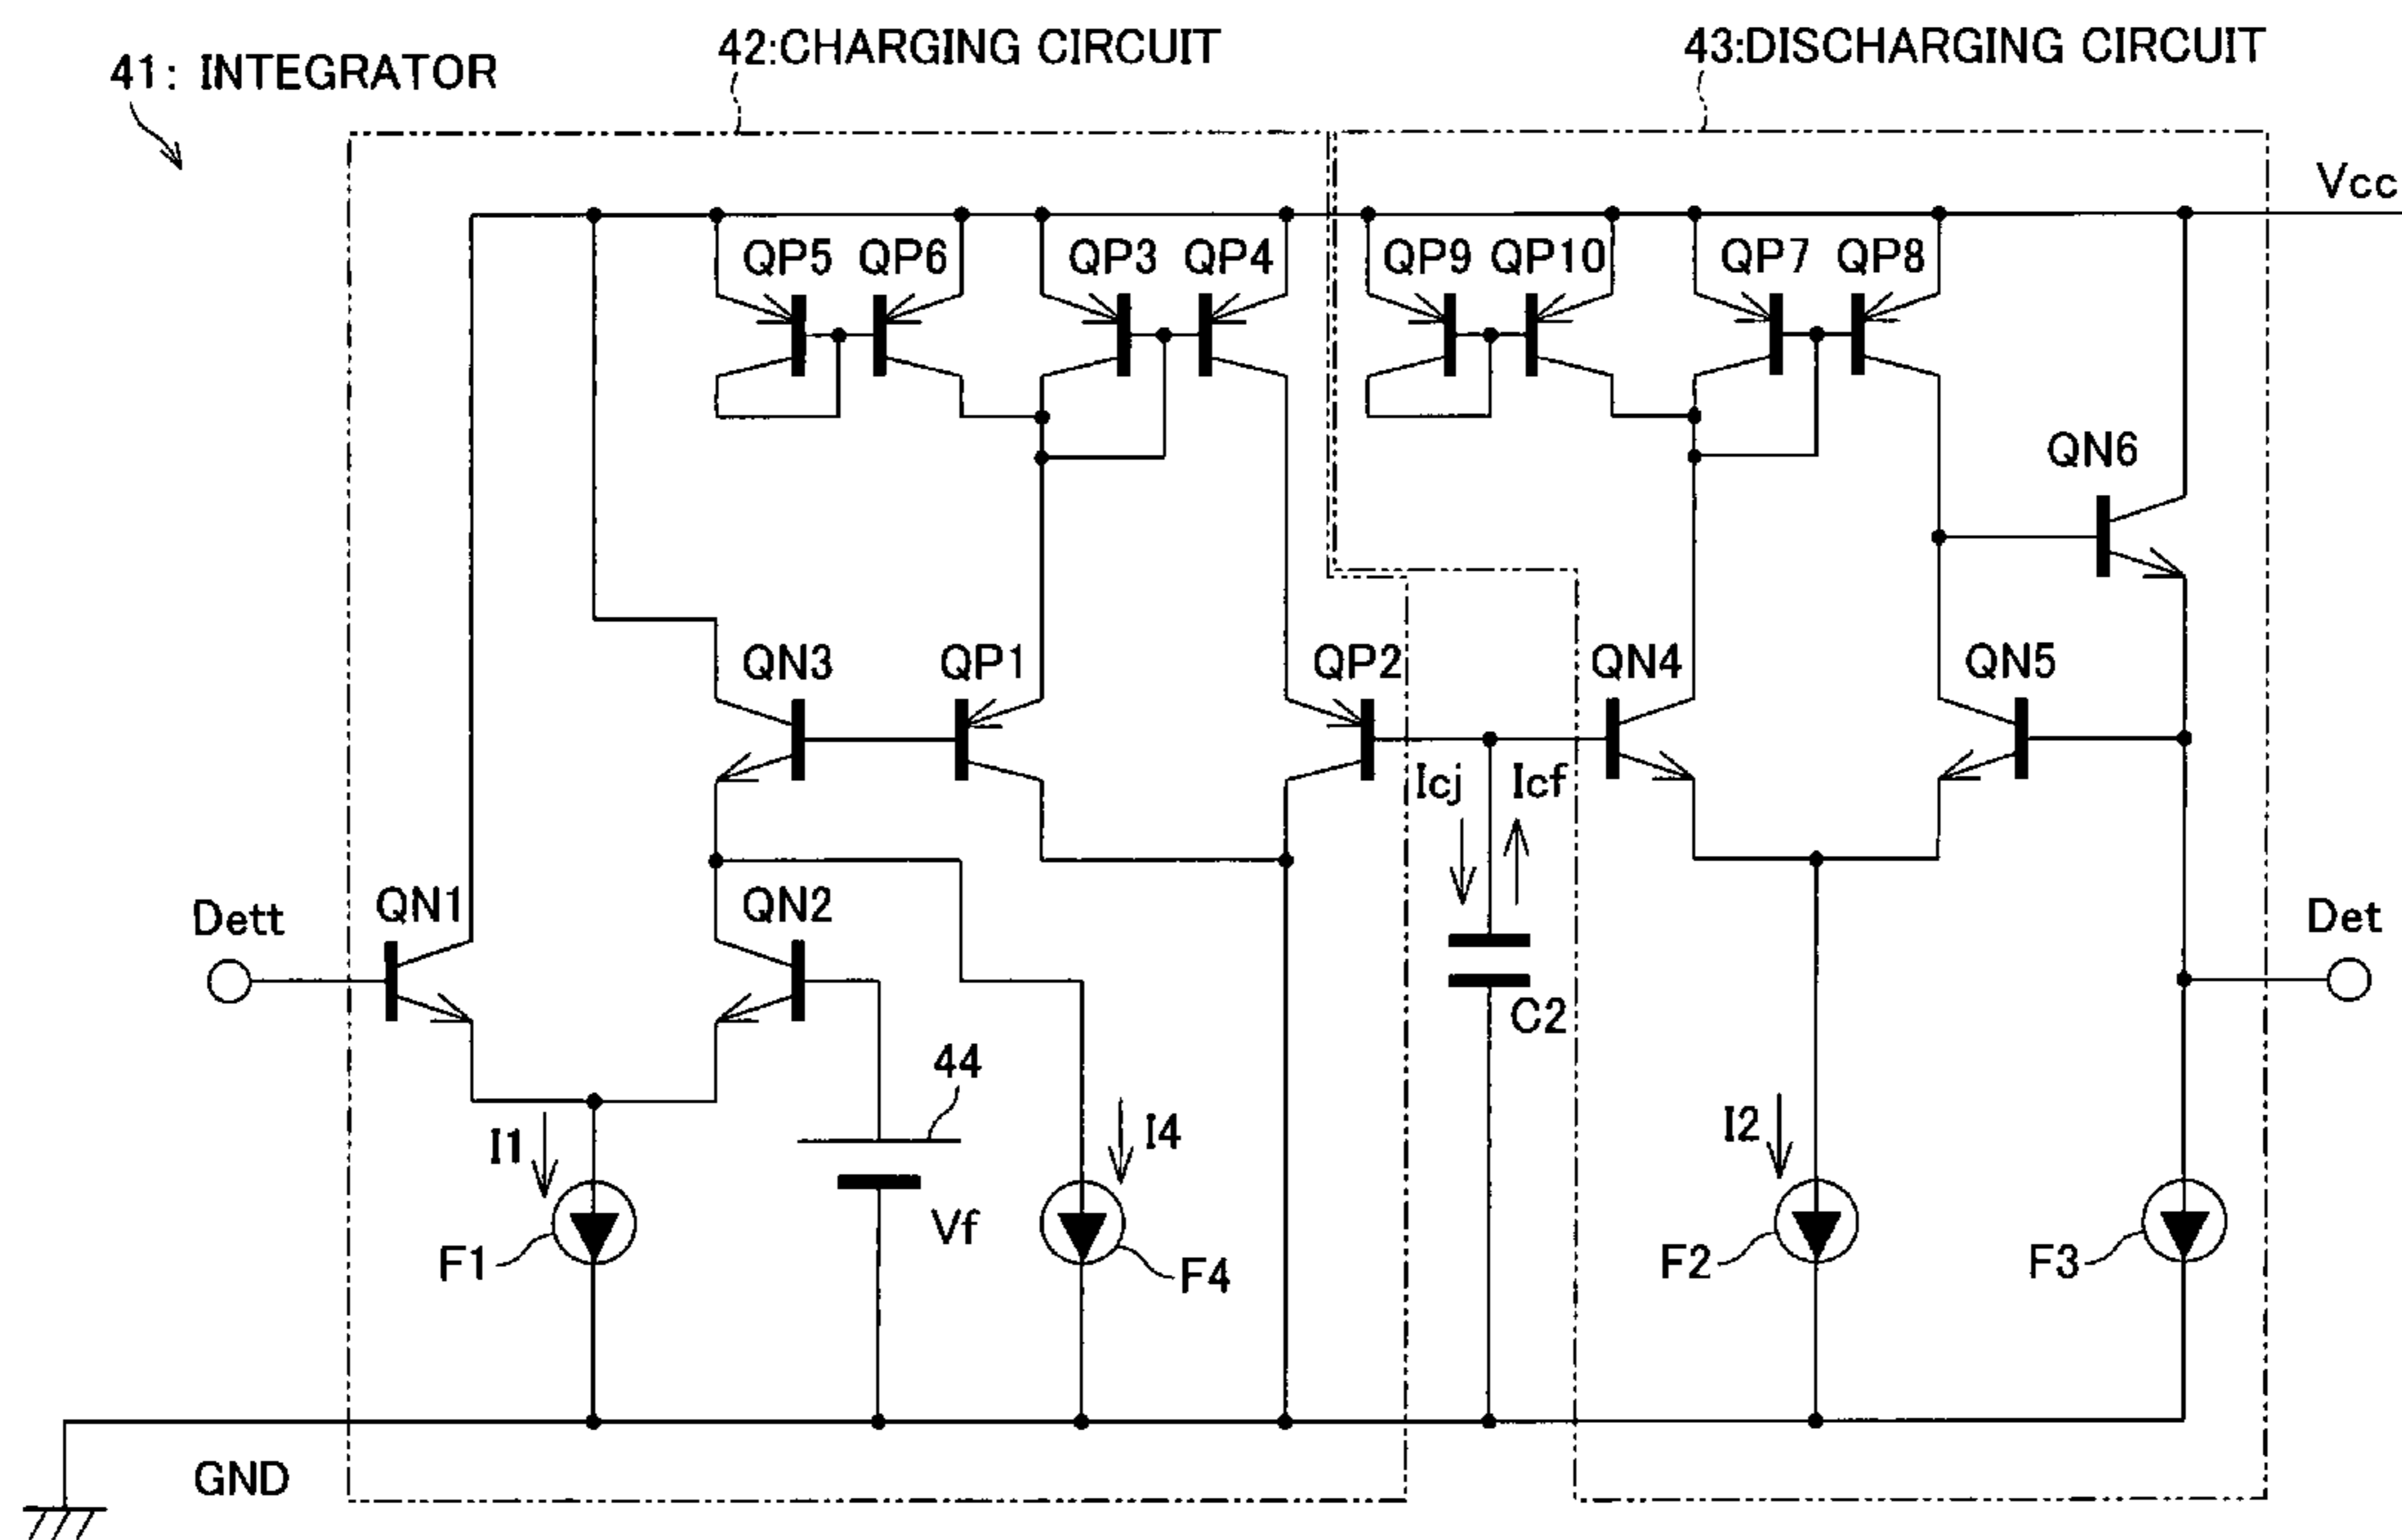 41: INTEGRATOR
42:CHARGING CIRCUIT
43:DISCHARGING CIRCUIT
Vcc
QP5
QP6
QP3
QP4
QP9
QP10
QP7
QP8
QN6
QN3
QP1
QP2
QN4
QN5
Icj
Icf
Dett
QN1
QN2
Det
C2
44
I1
I4
I2
Vf
F1
F4
F2
F3
GND